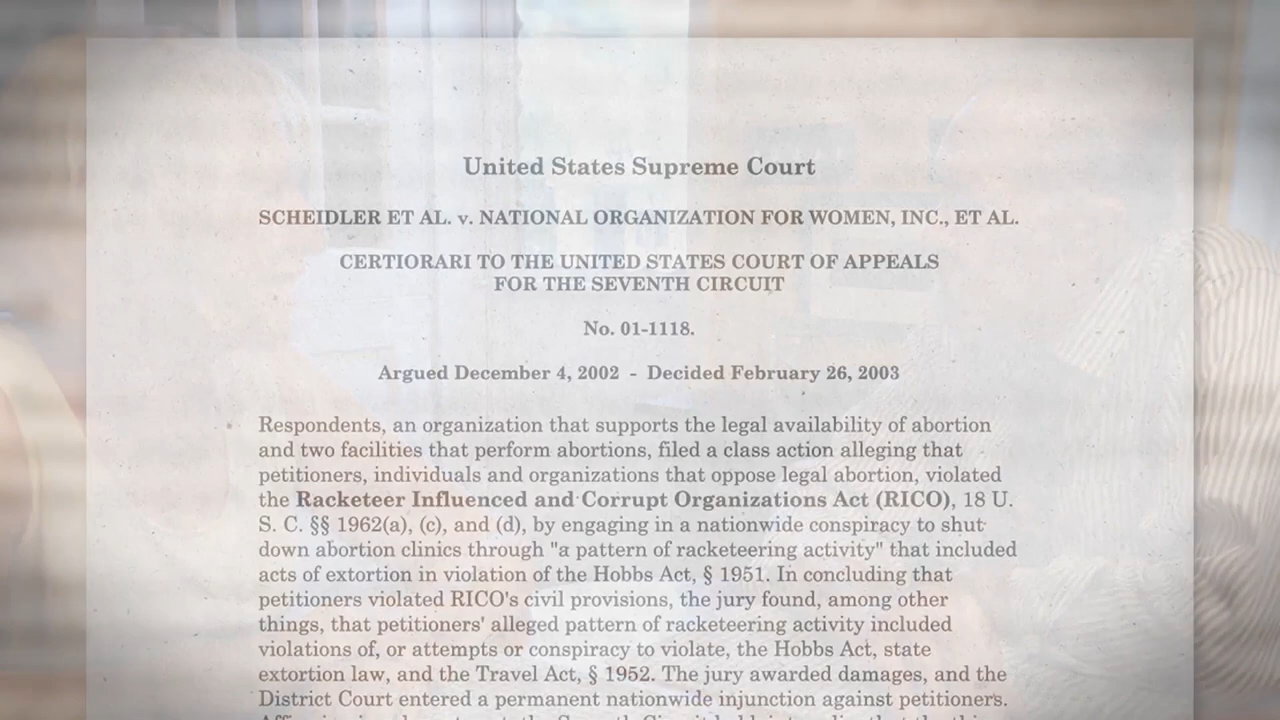 United States Supreme Court
SCHEIDLER ET AL. v. NATIONAL ORGANIZATION FOR WOMEN, INC., ET AL.
CERTIORARI TO THE UNITED STATES COURT OF APPEALS
FOR THE SEVENTH CIRCUIT
No. 01-1118.
Argued December 4, 2002 - Decided February 26, 2003
Respondents, an organization that supports the legal availability of abortion
and two facilities that perform abortions, filed a class action alleging that
petitioners, individuals and organizations that oppose legal abortion, violated
the Racketeer Influenced and Corrupt Organizations Act (RICO), 18 U.
S. C. §§ 1962(a), (c), and (d), by engaging in a nationwide conspiracy to shut
down abortion clinics through "a pattern of racketeering activity" that included
acts of extortion in violation of the Hobbs Act, § 1951. In concluding that
petitioners violated RICO's civil provisions, the jury found, among other
things, that petitioners' alleged pattern of racketeering activity included
violations of, or attempts or conspiracy to violate, the Hobbs Act, state
extortion law, and the Travel Act, § 1952. The jury awarded damages, and the
District Court entered a permanent nationwide injunction against petitioners.